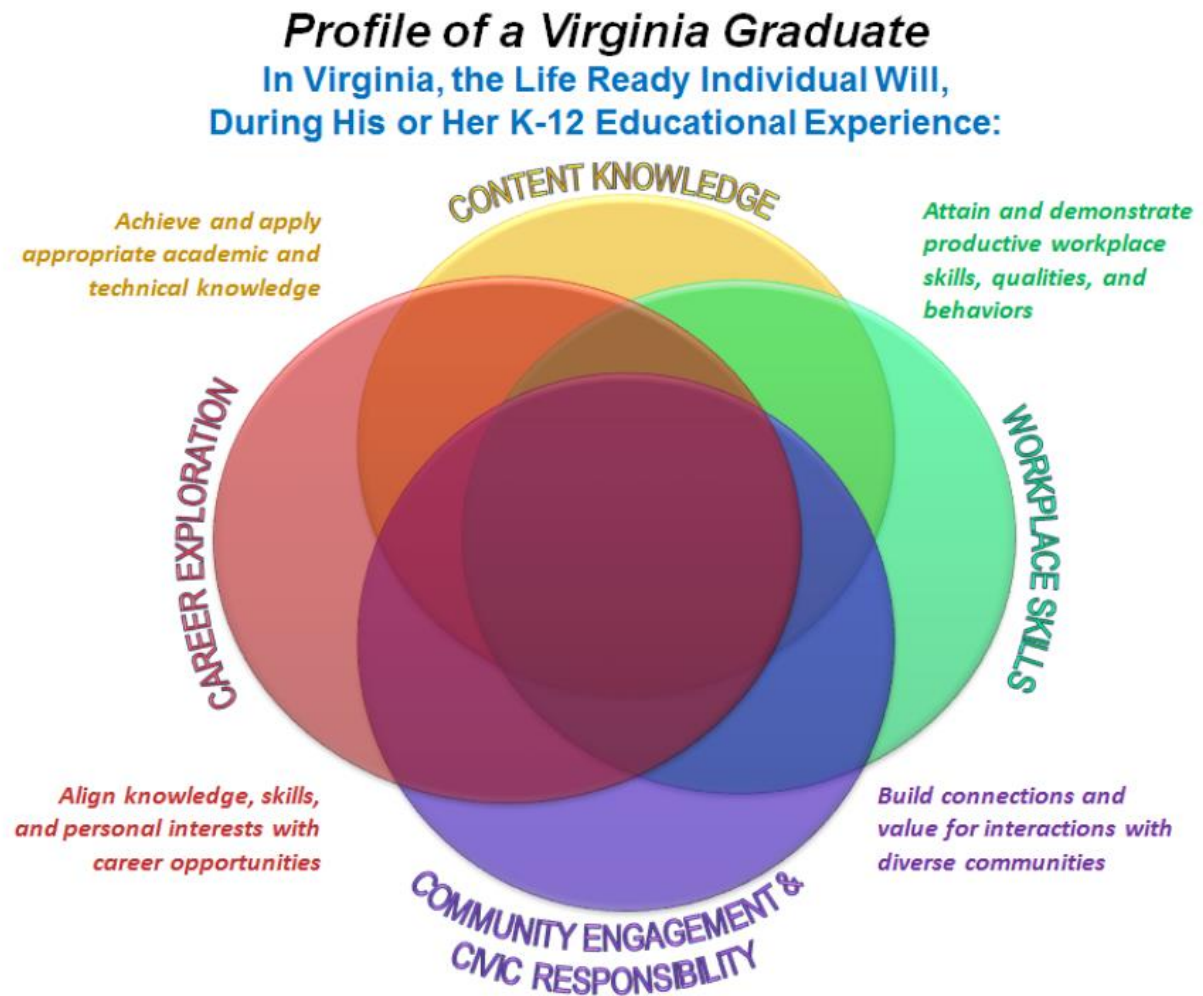 Profile of a Virginia Graduate
In Virginia, the Life Ready Individual Will,
During His or Her K-12 Educational Experience:
CONTENT KNOWLEDGE
Achieve and apply
appropriate academic and
technical knowledge
Attain and demonstrate
productive workplace
skills, qualities, and
behaviors
CAREER EXPLORATION
WORKPLACE SKILLS
Align knowledge, skills,
and personal interests with
career opportunities
Build connections and
value for interactions with
diverse communities
COMMUNITY ENGAGEMENT &
CIVIC RESPONSIBILITY